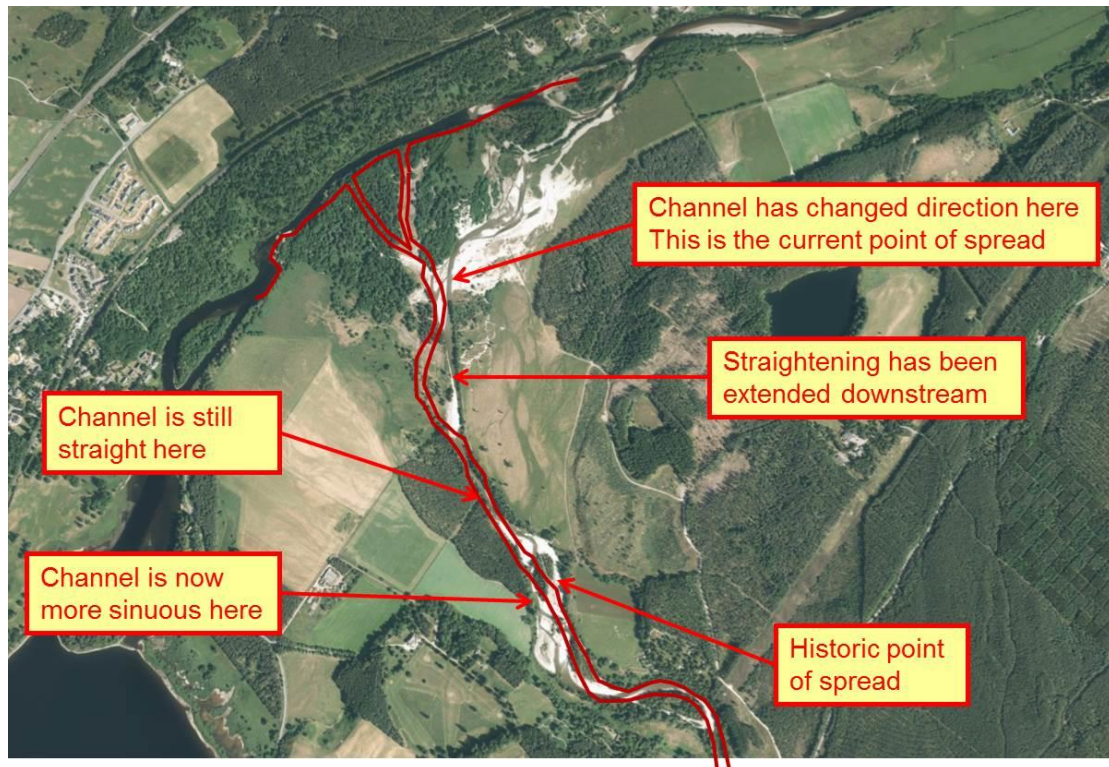 Channel has changed direction here
This is the current point of spread
Straightening has been
extended downstream
Channel is still
straight here
Channel is now
more sinuous here
Historic point
of spread